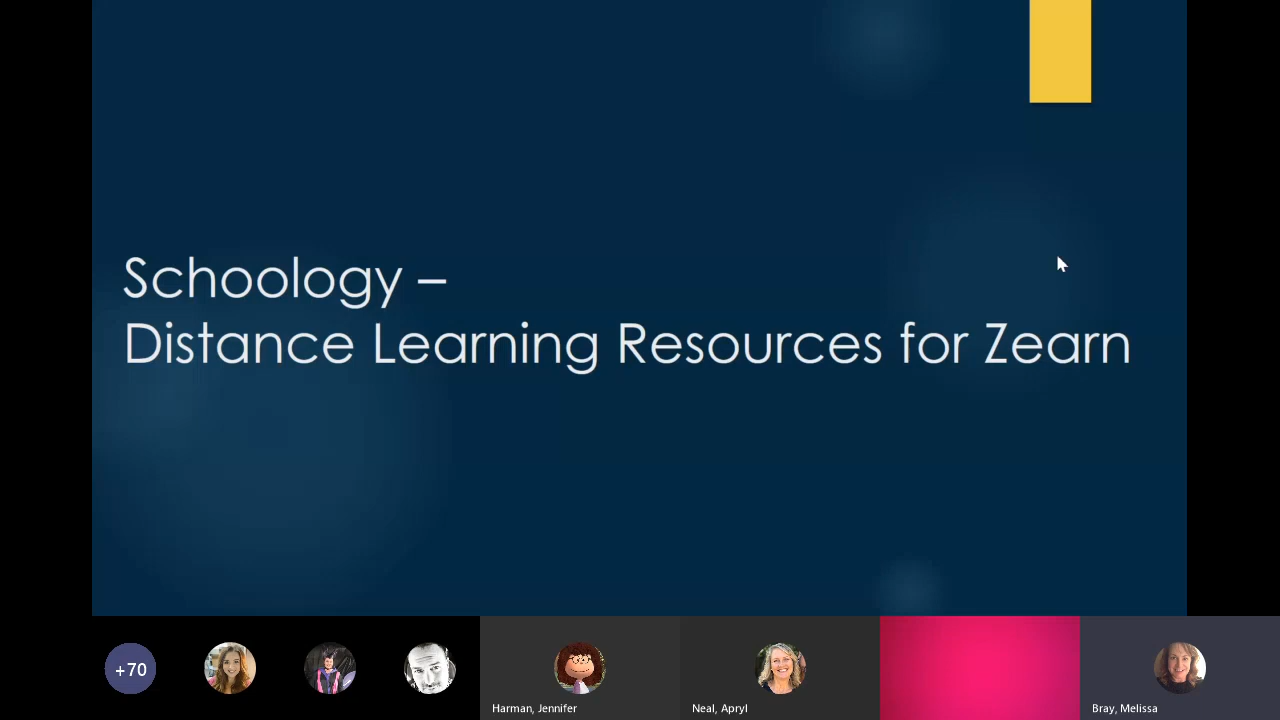 Schoology –
Distance Learning Resources for Zearn
+70
Harman, Jennifer
Neal, Apryl
Bray, Melissa